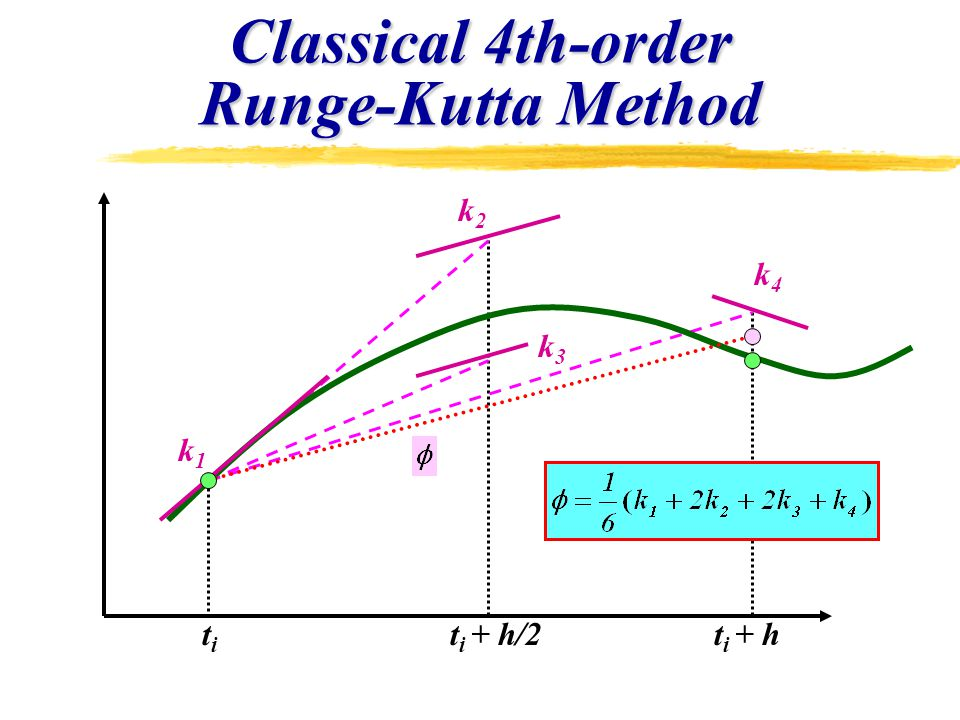 Classical 4th-order
Runge-Kutta Method
k₂
k₄
k₃
k₁
ϕ
ϕ = 1/6 (k₁ + 2k₂ + 2k₃ + k₄)
tᵢ
tᵢ + h/2
tᵢ + h